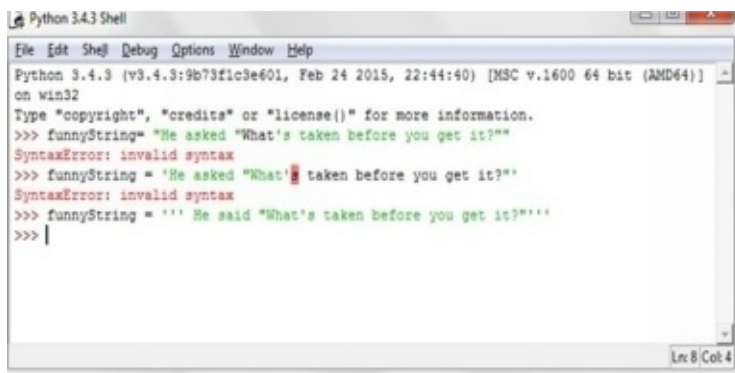 Python 3.4.3 Shell
File Edit Shell Debug Options Window Help
Python 3.4.3 (v3.4.3:9b73f1c3e601, Feb 24 2015, 22:44:40) [MSC v.1600 64 bit (AMD64)]
on win32
Type "copyright", "credits" or "license()" for more information.
>>> funnyString= "He asked "What's taken before you get it?""
SyntaxError: invalid syntax
>>> funnyString = 'He asked "What's taken before you get it?"'
SyntaxError: invalid syntax
>>> funnyString = ''' He said "What's taken before you get it?"'''
>>>
Ln: 8 Col: 4